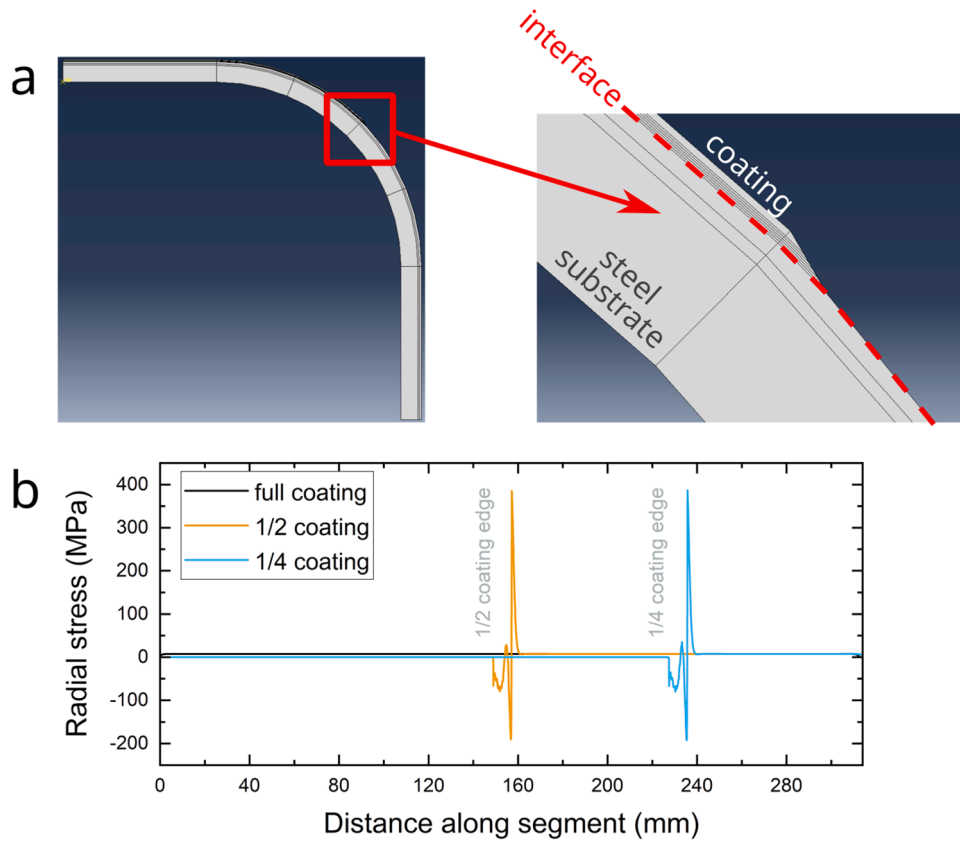 a
interface
coating
steel
substrate
b
Radial stress (MPa)
400
300
200
100
0
-100
-200
full coating
1/2 coating
1/4 coating
1/2 coating edge
1/4 coating edge
0
40
80
120
160
200
240
280
Distance along segment (mm)